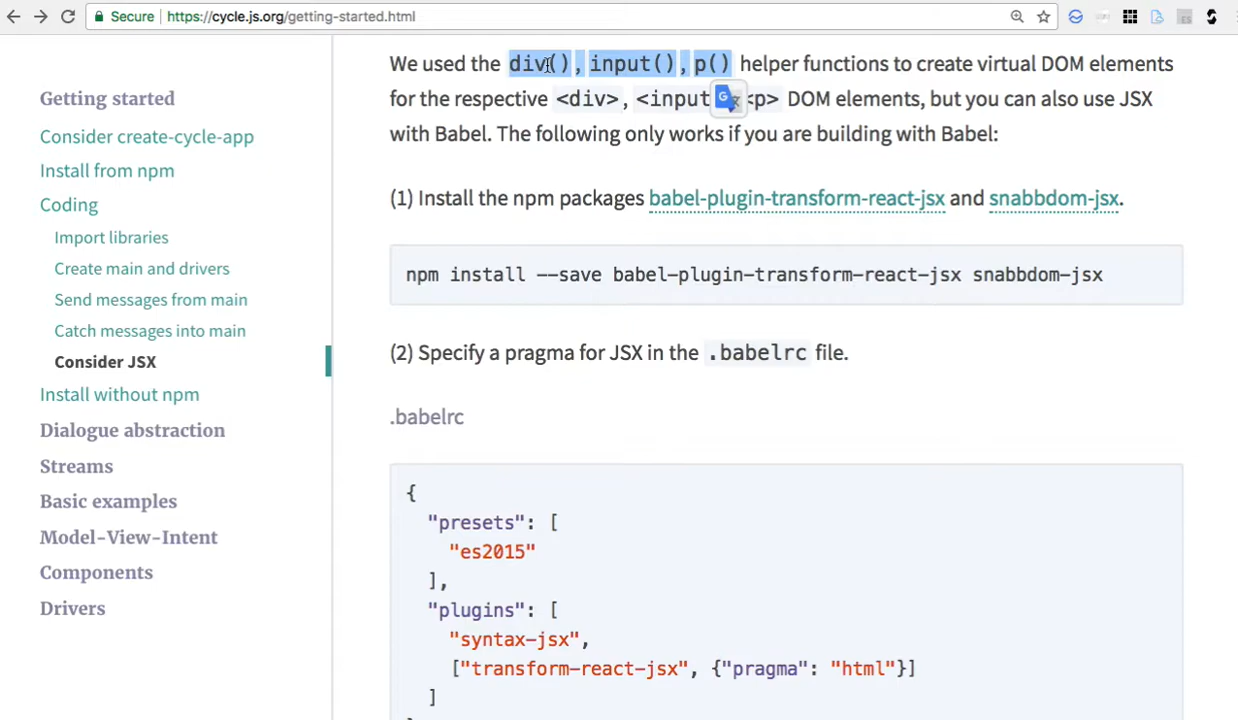 Secure https://cycle.js.org/getting-started.html
Getting started
Consider create-cycle-app
Install from npm
Coding
Import libraries
Create main and drivers
Send messages from main
Catch messages into main
Consider JSX
Install without npm
Dialogue abstraction
Streams
Basic examples
Model-View-Intent
Components
Drivers
We used the div(), input(), p() helper functions to create virtual DOM elements
for the respective <div>, <input <p> DOM elements, but you can also use JSX
with Babel. The following only works if you are building with Babel:
(1) Install the npm packages babel-plugin-transform-react-jsx and snabbdom-jsx.
npm install --save babel-plugin-transform-react-jsx snabbdom-jsx
(2) Specify a pragma for JSX in the .babelrc file.
.babelrc
{
"presets": [
"es2015"
],
"plugins": [
"syntax-jsx",
["transform-react-jsx", {"pragma": "html"}]
]